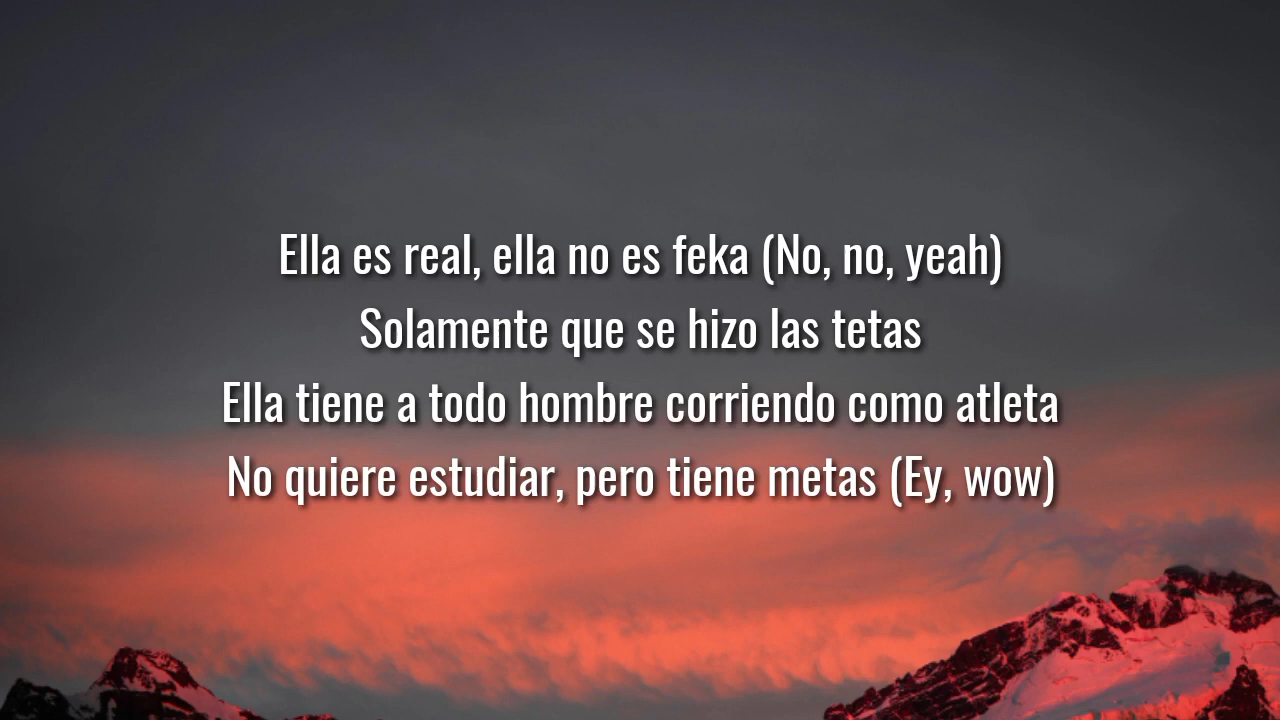 Ella es real, ella no es feka (No, no, yeah)
Solamente que se hizo las tetas
Ella tiene a todo hombre corriendo como atleta
No quiere estudiar, pero tiene metas (Ey, wow)